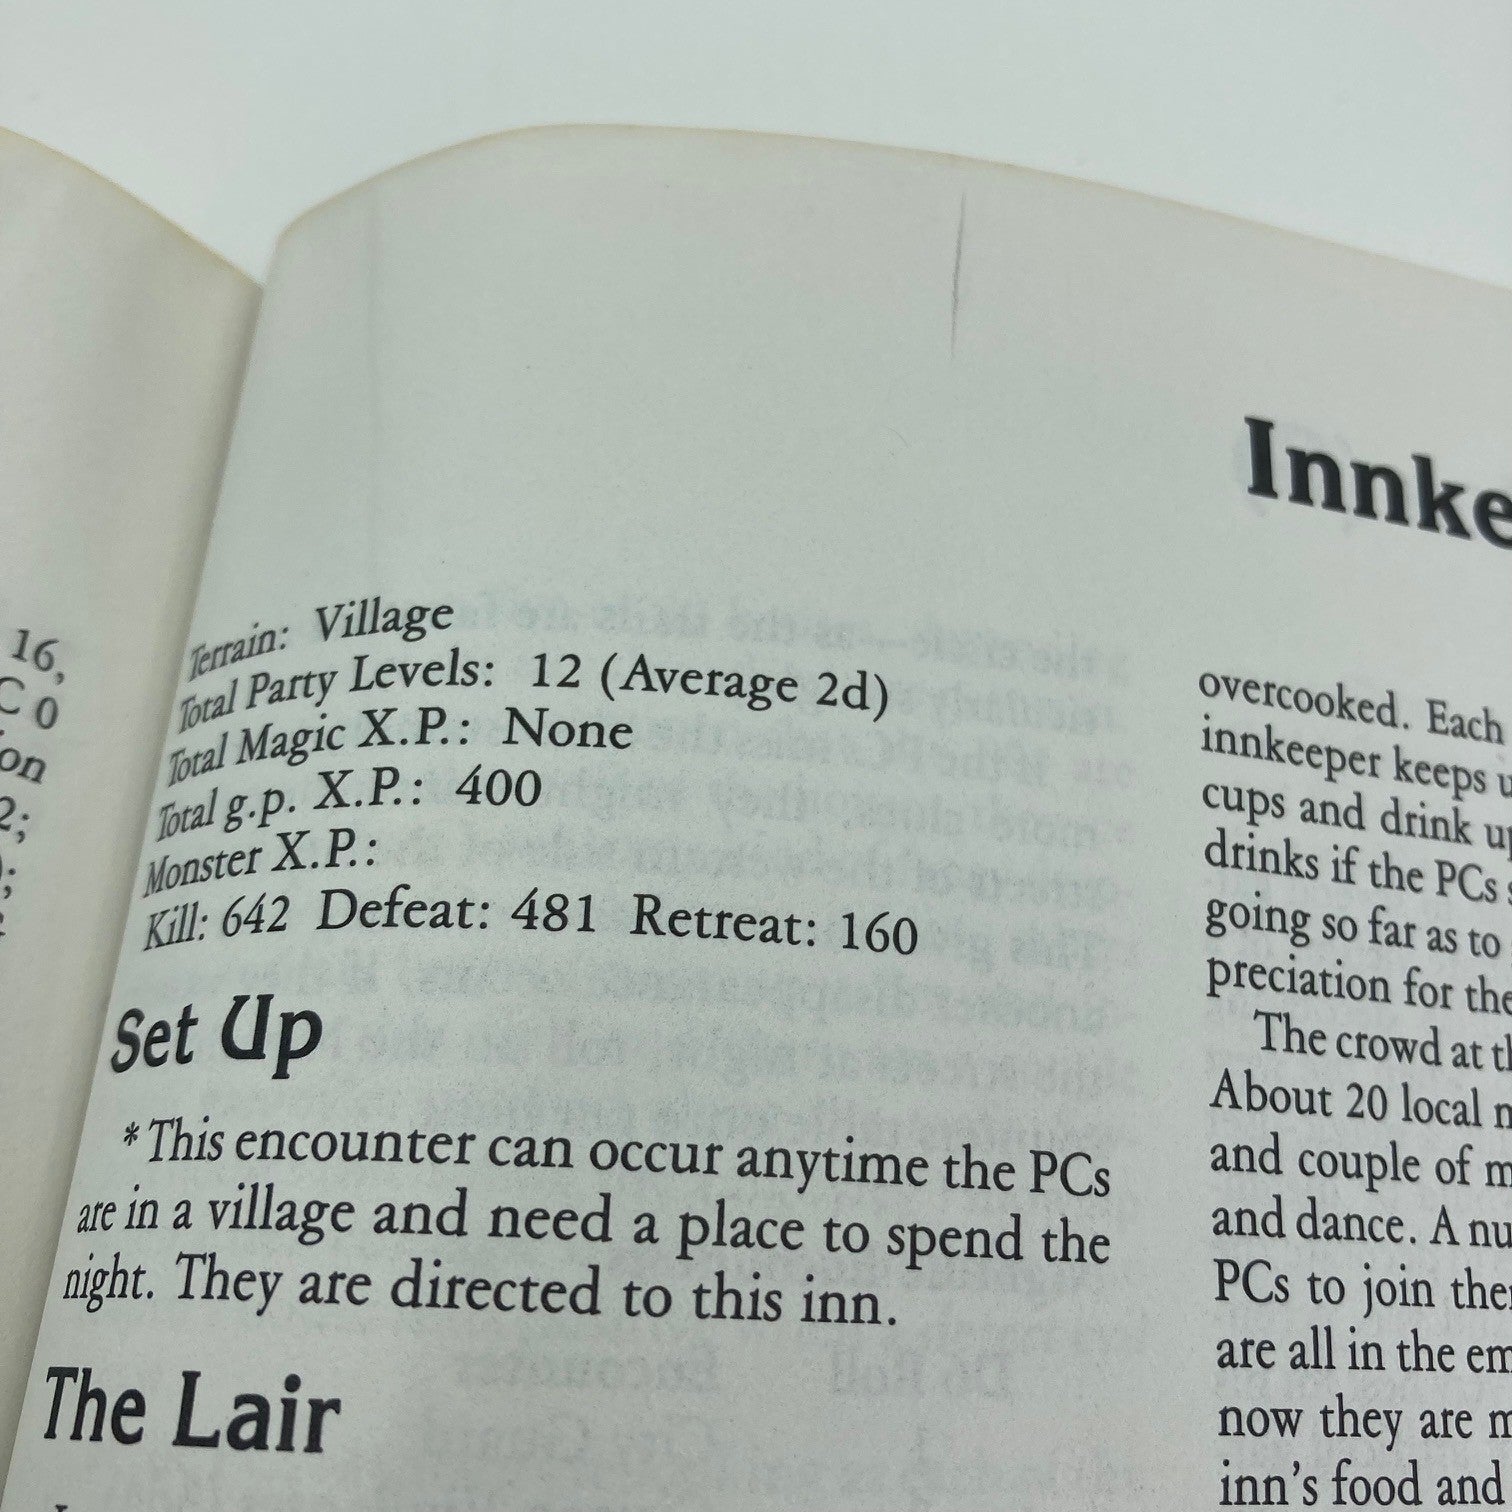 16,
C 0
on
2;
Innke
Terrain: Village
Total Party Levels: 12 (Average 2d)
Total Magic X.P.: None
Total g.p. X.P.: 400
Monster X.P.:
Kill: 642 Defeat: 481 Retreat: 160
Set Up
*This encounter can occur anytime the PCs
are in a village and need a place to spend the
night. They are directed to this inn.
The Lair
overcooked. Each
innkeeper keeps u
cups and drink up
drinks if the PCs s
going so far as to
preciation for the
The crowd at th
About 20 local m
and couple of m
and dance. A nu
PCs to join the
are all in the em
now they are m
inn's food and